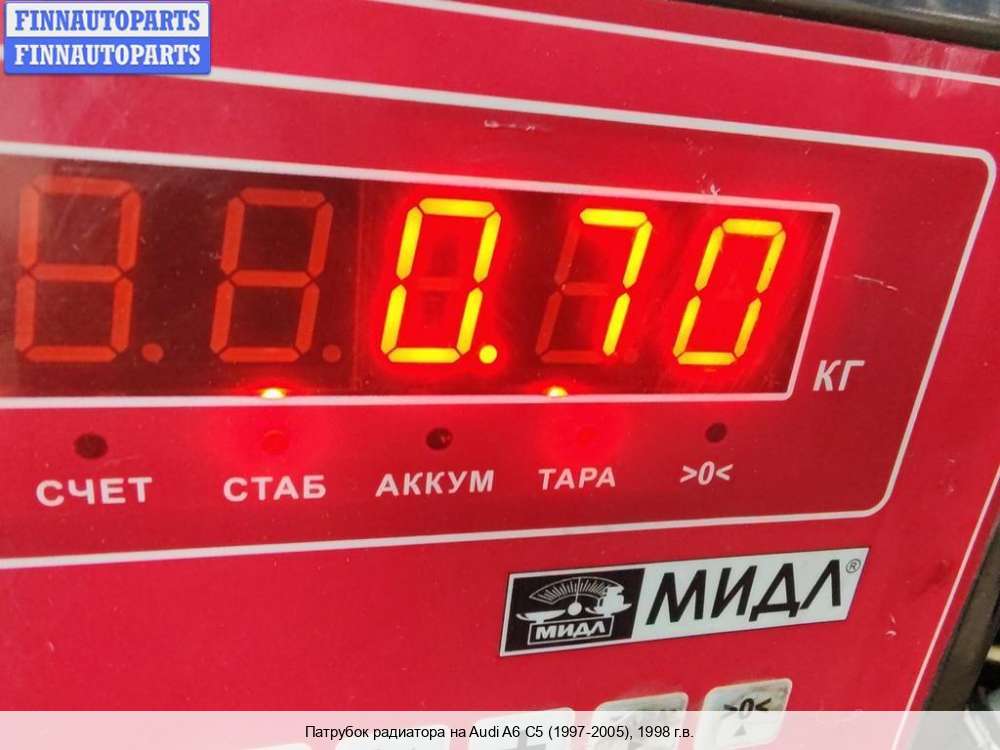 FINNAUTOPARTS
FINNAUTOPARTS
0.70
КГ
СЧЕТ СТАБ АККУМ ТАРА >0<
МИДЛ МИДЛ®
>0<
Патрубок радиатора на Audi A6 C5 (1997-2005), 1998 г.в.